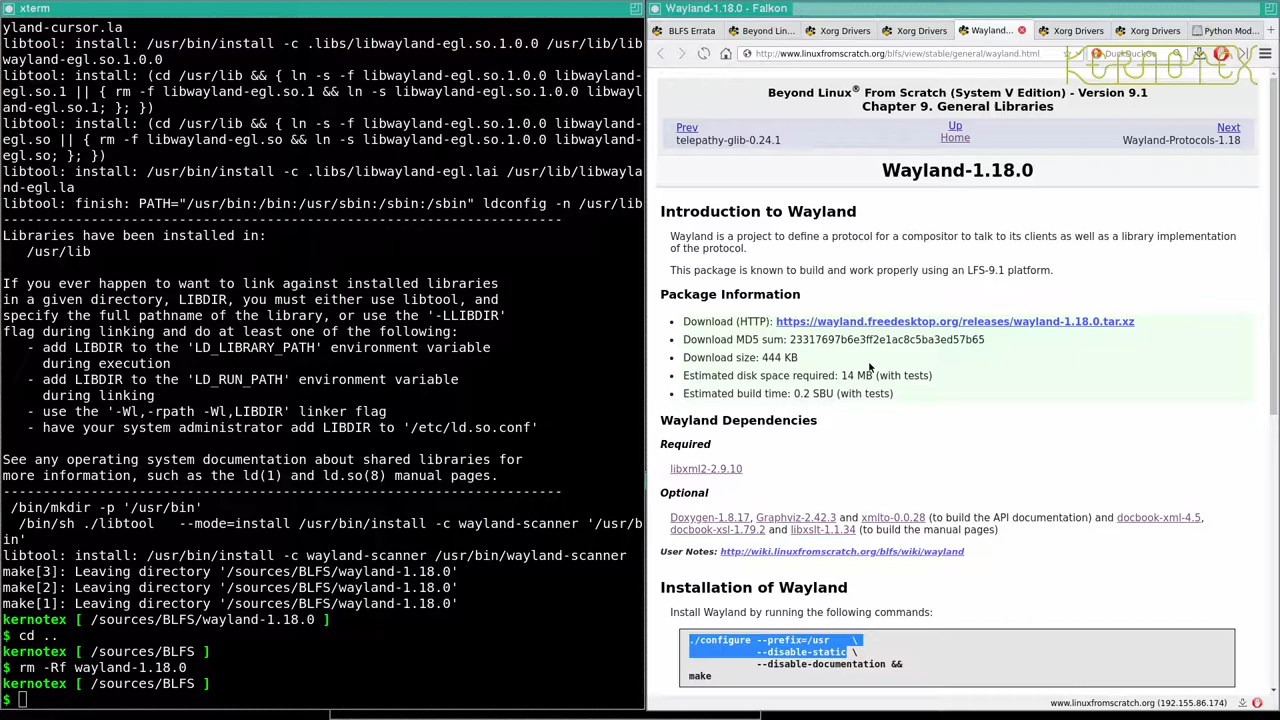 xterm
yland-cursor.la
libtool: install: /usr/bin/install -c .libs/libwayland-egl.so.1.0.0 /usr/lib/lib
wayland-egl.so.1.0.0
libtool: install: (cd /usr/lib && { ln -s -f libwayland-egl.so.1.0.0 libwayland-
egl.so.1 || { rm -f libwayland-egl.so.1 && ln -s libwayland-egl.so.1.0.0 libwayl
and-egl.so.1; }; })
libtool: install: (cd /usr/lib && { ln -s -f libwayland-egl.so.1.0.0 libwayland-
egl.so || { rm -f libwayland-egl.so && ln -s libwayland-egl.so.1.0.0 libwayland-
egl.so; }; })
libtool: install: /usr/bin/install -c .libs/libwayland-egl.lai /usr/lib/libwayla
nd-egl.la
libtool: finish: PATH="/usr/bin:/bin:/usr/sbin:/sbin:/sbin" ldconfig -n /usr/lib
----------------------------------------------------------------------
Libraries have been installed in:
/usr/lib
If you ever happen to want to link against installed libraries
in a given directory, LIBDIR, you must either use libtool, and
specify the full pathname of the library, or use the '-LLIBDIR'
flag during linking and do at least one of the following:
- add LIBDIR to the 'LD_LIBRARY_PATH' environment variable
during execution
- add LIBDIR to the 'LD_RUN_PATH' environment variable
during linking
- use the '-Wl,-rpath -Wl,LIBDIR' linker flag
- have your system administrator add LIBDIR to '/etc/ld.so.conf'
See any operating system documentation about shared libraries for
more information, such as the ld(1) and ld.so(8) manual pages.
----------------------------------------------------------------------
/bin/mkdir -p '/usr/bin'
/bin/sh ./libtool --mode=install /usr/bin/install -c wayland-scanner '/usr/b
in'
libtool: install: /usr/bin/install -c wayland-scanner /usr/bin/wayland-scanner
make[3]: Leaving directory '/sources/BLFS/wayland-1.18.0'
make[2]: Leaving directory '/sources/BLFS/wayland-1.18.0'
make[1]: Leaving directory '/sources/BLFS/wayland-1.18.0'
kernotex [ /sources/BLFS/wayland-1.18.0 ]
$ cd ..
kernotex [ /sources/BLFS ]
$ rm -Rf wayland-1.18.0
kernotex [ /sources/BLFS ]
$
Wayland-1.18.0 - Falkon
BLFS Errata
Beyond Lin...
Xorg Drivers
Xorg Drivers
Wayland...
Xorg Drivers
Xorg Drivers
Python Mod...
http://www.linuxfromscratch.org/blfs/view/stable/general/wayland.html
DuckDuckGo
KERNOTEX
Beyond Linux® From Scratch (System V Edition) - Version 9.1
Chapter 9. General Libraries
Prev
Up
Next
telepathy-glib-0.24.1
Home
Wayland-Protocols-1.18
Wayland-1.18.0
Introduction to Wayland
Wayland is a project to define a protocol for a compositor to talk to its clients as well as a library implementation
of the protocol.
This package is known to build and work properly using an LFS-9.1 platform.
Package Information
• Download (HTTP): https://wayland.freedesktop.org/releases/wayland-1.18.0.tar.xz
• Download MD5 sum: 23317697b6e3ff2e1ac8c5ba3ed57b65
• Download size: 444 KB
• Estimated disk space required: 14 MB (with tests)
• Estimated build time: 0.2 SBU (with tests)
Wayland Dependencies
Required
libxml2-2.9.10
Optional
Doxygen-1.8.17, Graphviz-2.42.3 and xmlto-0.0.28 (to build the API documentation) and docbook-xml-4.5,
docbook-xsl-1.79.2 and libxslt-1.1.34 (to build the manual pages)
User Notes: http://wiki.linuxfromscratch.org/blfs/wiki/wayland
Installation of Wayland
Install Wayland by running the following commands:
./configure --prefix=/usr \
--disable-static \
--disable-documentation &&
make
www.linuxfromscratch.org (192.155.86.174)